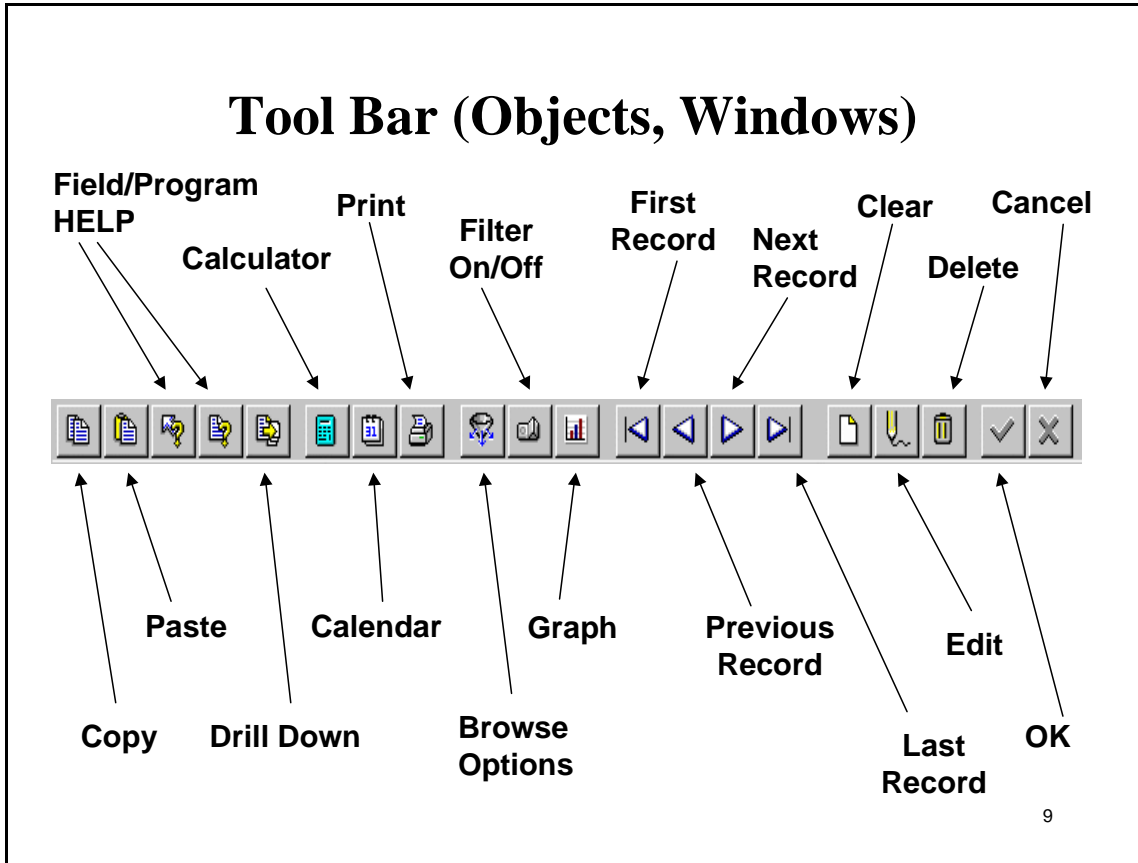 Tool Bar (Objects, Windows)
Field/Program
HELP
Calculator
Print
Filter
On/Off
First
Record
Next
Record
Clear
Delete
Cancel
31
Paste
Calendar
Graph
Previous
Record
Edit
Copy
Drill Down
Browse
Options
Last
Record
OK
9